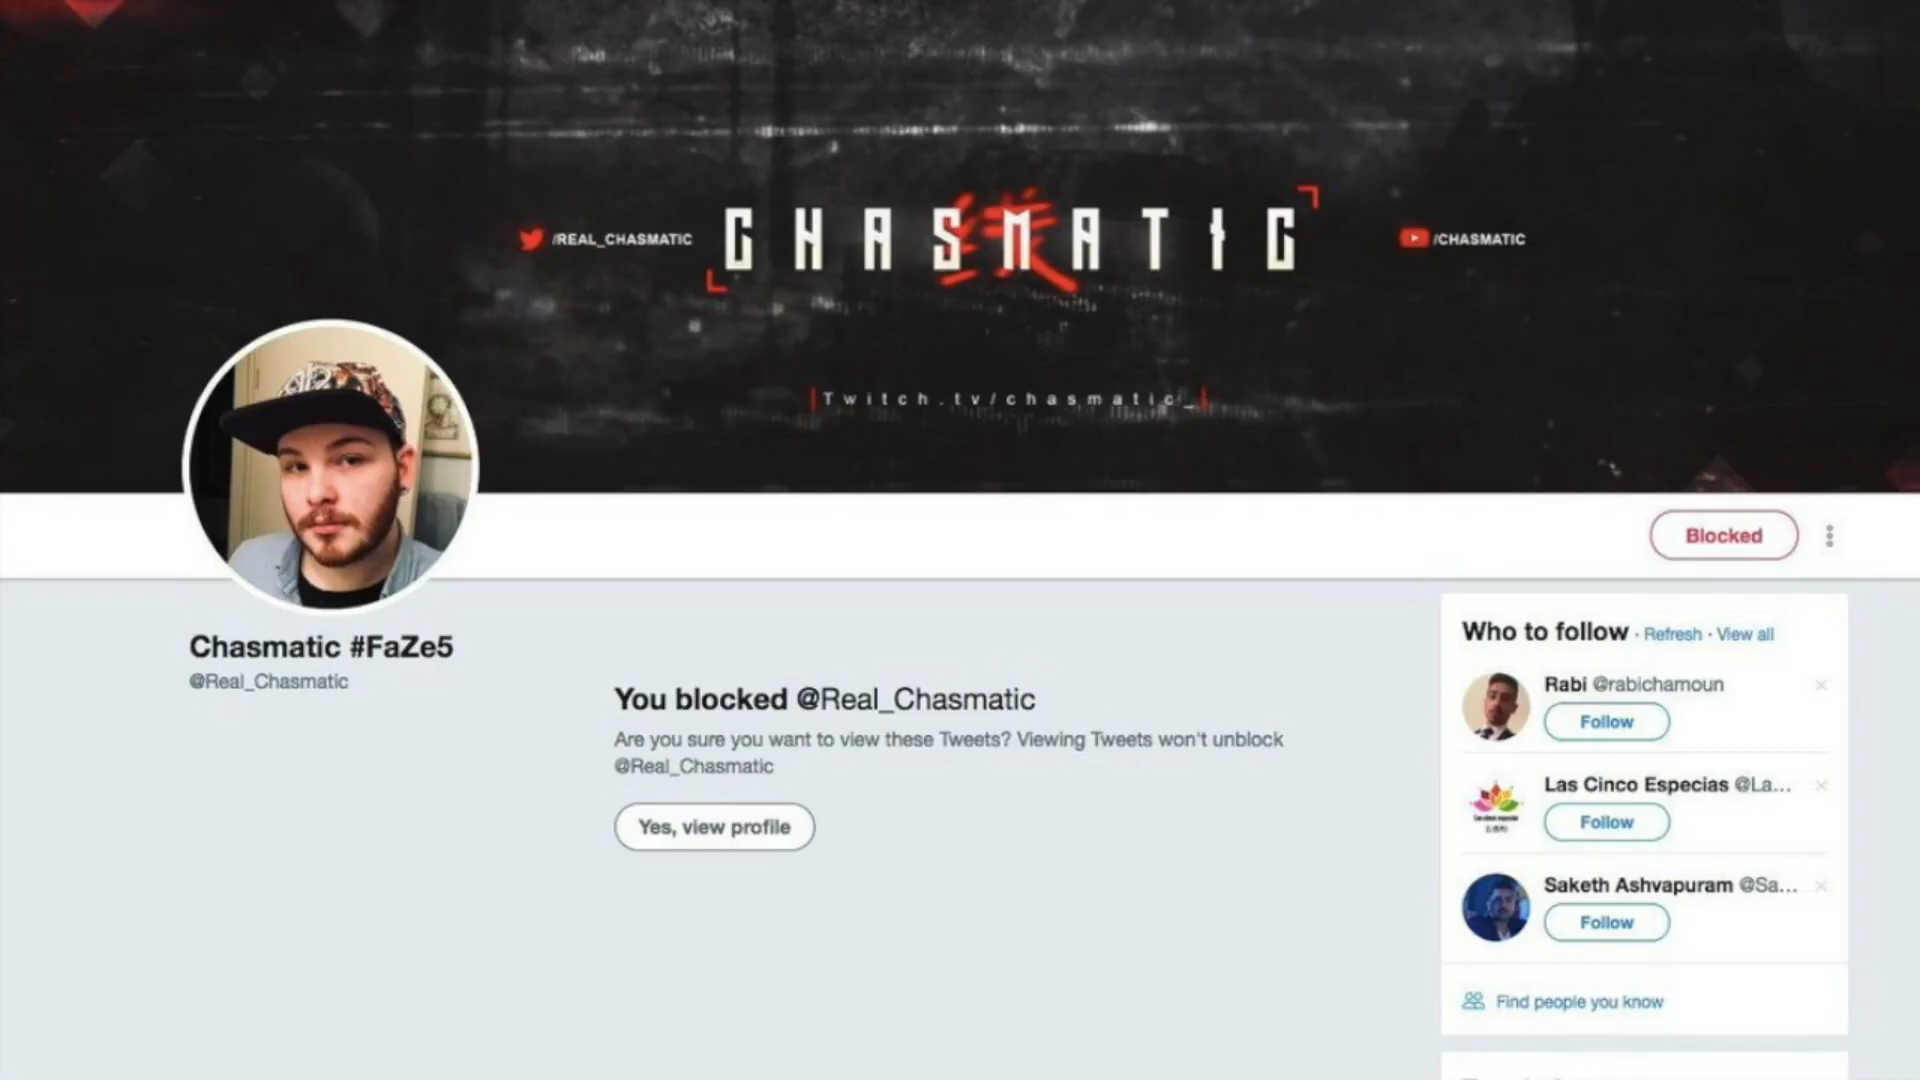 /REAL_CHASMATIC
CHASMATIC
/CHASMATIC
Twitch.tv/chasmatic_
Blocked
Chasmatic #FaZe5
@Real_Chasmatic
You blocked @Real_Chasmatic
Are you sure you want to view these Tweets? Viewing Tweets won't unblock
@Real_Chasmatic
Yes, view profile
Who to follow · Refresh · View all
Rabi @rabichamoun
Follow
Las Cinco Especias @La...
Follow
Saketh Ashvapuram @Sa...
Follow
Find people you know